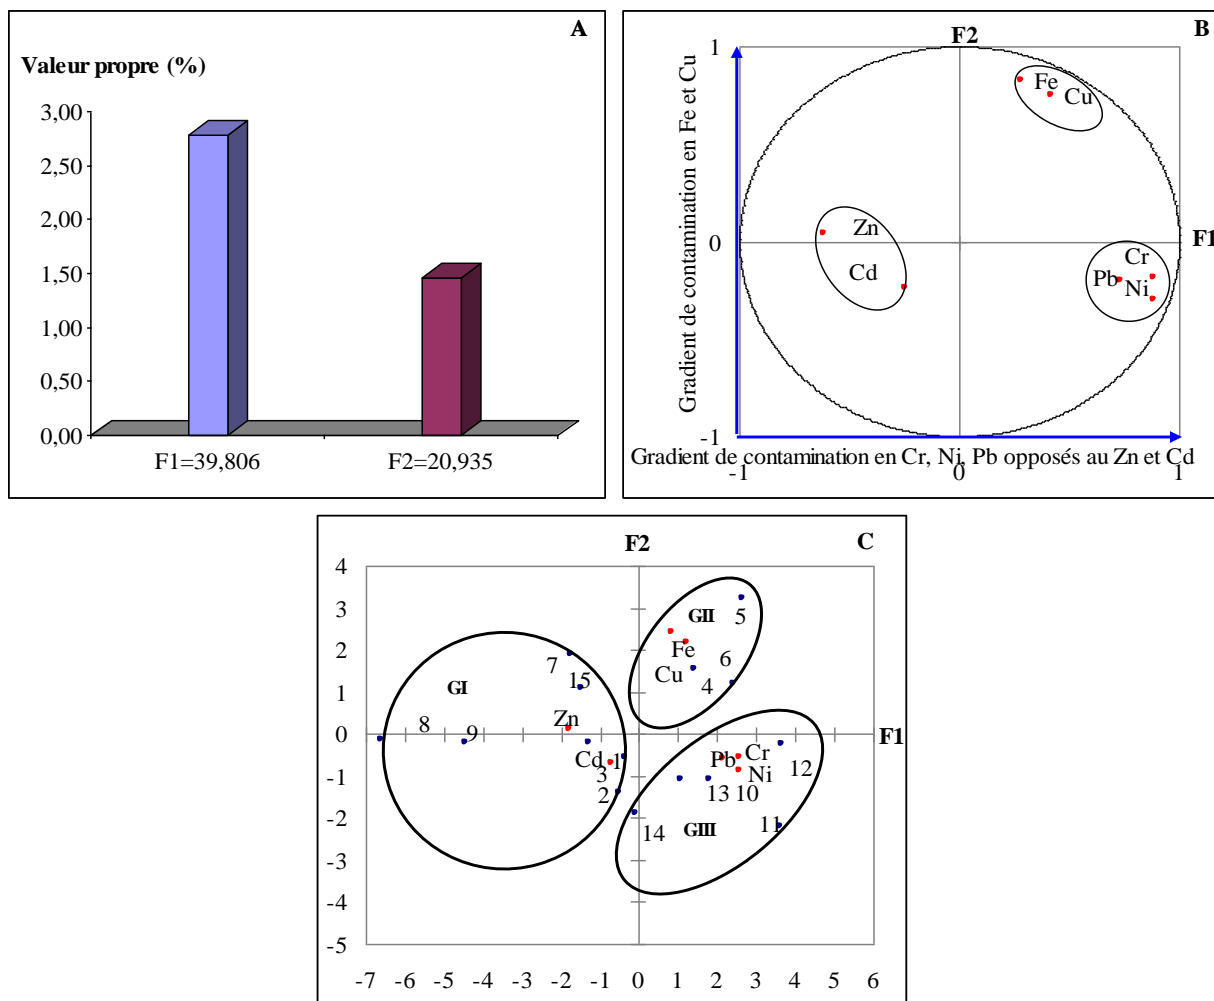 A
Valeur propre (%)
3,00
2,50
2,00
1,50
1,00
0,50
0,00
F1=39,806
F2=20,935
B
F2
1
Fe
Cu
Gradient de contamination en Fe et Cu
Zn
0
F1
Cr
Cd
Pb
Ni
-1
Gradient de contamination en Cr, Ni, Pb opposés au Zn et Cd
-1 0 1
F2
C
4
3
GII
5
2
Fe
7
6
Cu
15
4
1
GI
8
Zn
9
0
F1
Cd 1
Pb Cr
3
Ni
12
-1
2
13 10
-2
14
GIII
11
-3
-4
-5
-7 -6 -5 -4 -3 -2 -1 0 1 2 3 4 5 6